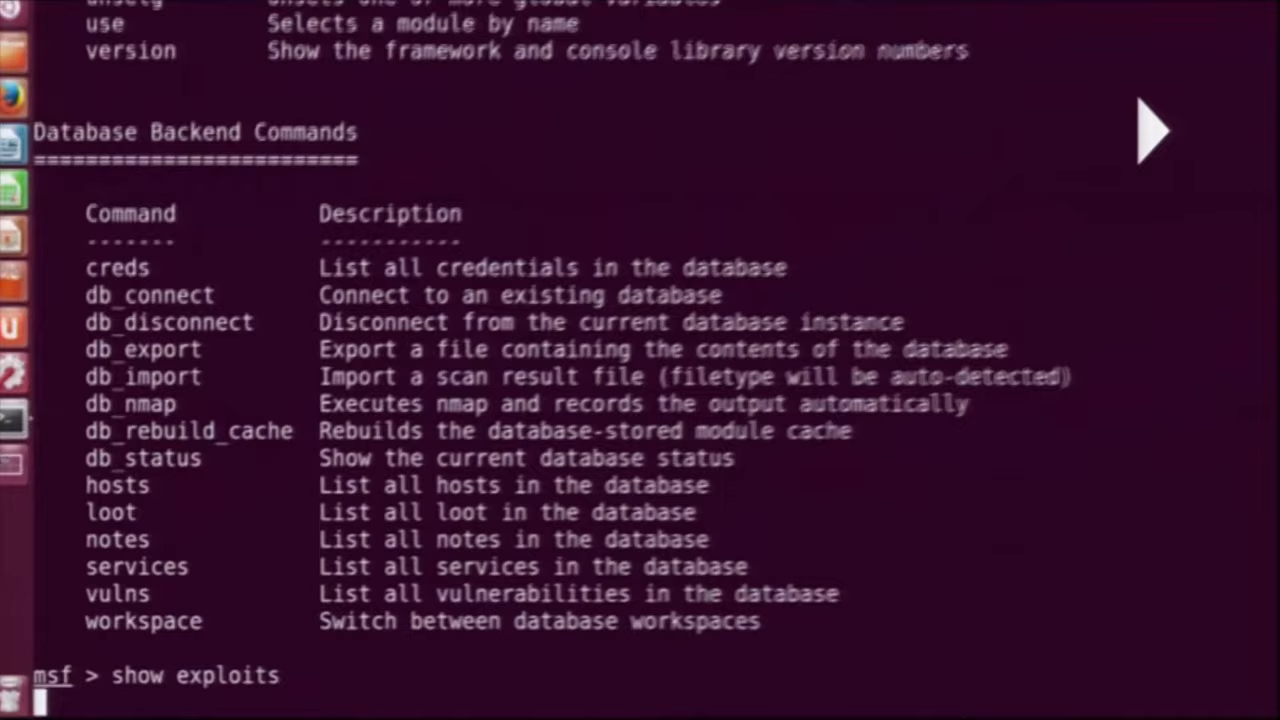 use Selects a module by name
version Show the framework and console library version numbers
Database Backend Commands
=========================
Command Description
------- -----------
creds List all credentials in the database
db_connect Connect to an existing database
db_disconnect Disconnect from the current database instance
db_export Export a file containing the contents of the database
db_import Import a scan result file (filetype will be auto-detected)
db_nmap Executes nmap and records the output automatically
db_rebuild_cache Rebuilds the database-stored module cache
db_status Show the current database status
hosts List all hosts in the database
loot List all loot in the database
notes List all notes in the database
services List all services in the database
vulns List all vulnerabilities in the database
workspace Switch between database workspaces
msf > show exploits